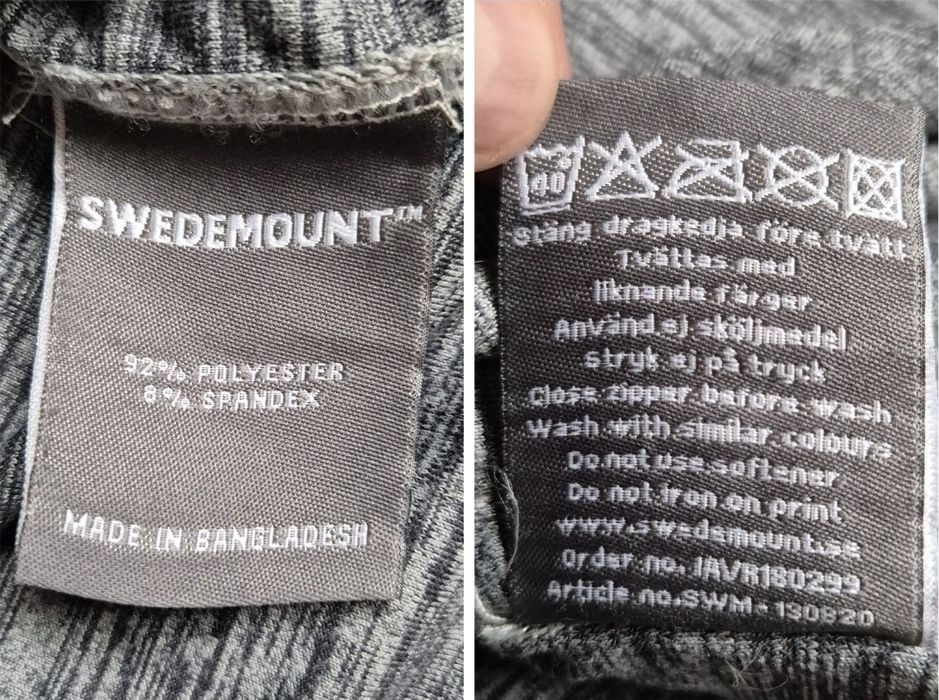 SWEDEMOUNT™
92% POLYESTER
8% SPANDEX
MADE IN BANGLADESH
40°
Stäng dragkedja före tvätt
Tvättas med
liknande färger
Använd ej sköljmedel
Stryk ej på tryck
Close zipper before wash
Wash with similar colours
Do not use softener
Do not iron on print
www.swedemount.se
Order no. IAVR180299
Article no.SWM-130820